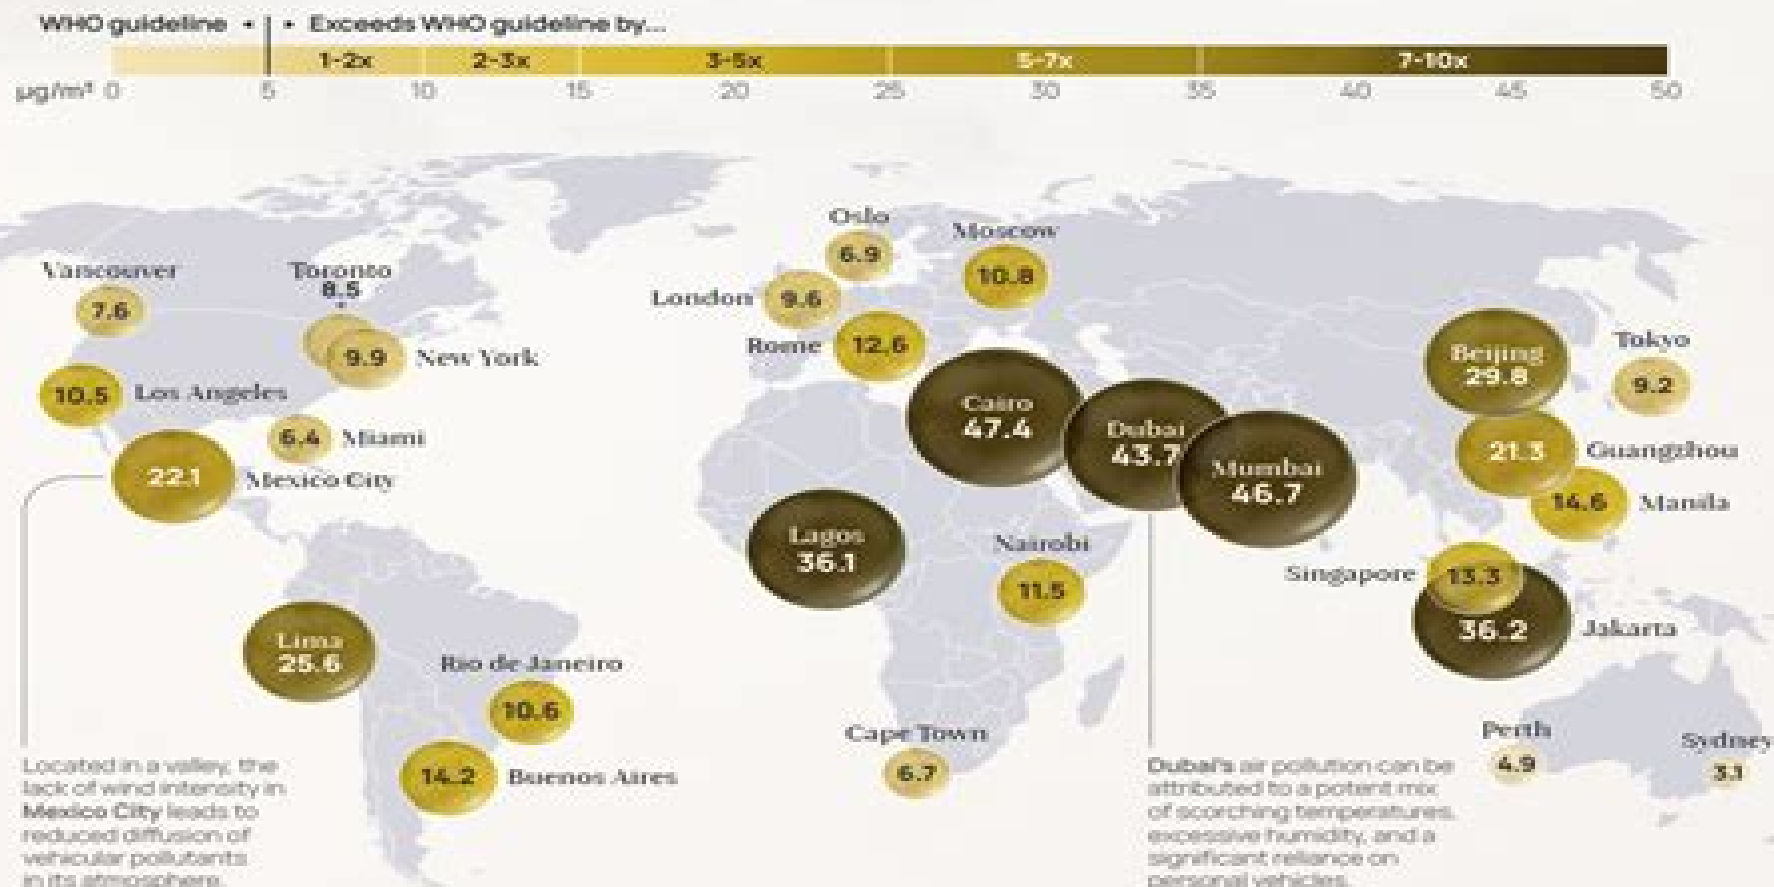 WHO guideline • • Exceeds WHO guideline by...
1-2x 2-3x 3-5x 5-7x 7-10x
µg/m³ 0 5 10 15 20 25 30 35 40 45 50
Oslo
6.9
Moscow
10.8
Vancouver
7.6
Toronto
8.5
London 9.6
9.9 New York
Rome 12.6
Beijing
29.8
Tokyo
9.2
10.5 Los Angeles
Cairo
47.4
Dubai
43.7
Mumbai
46.7
6.4 Miami
21.3 Guangzhou
22.1 Mexico City
14.6 Manila
Lagos
36.1
Nairobi
11.5
Singapore 13.3
36.2 Jakarta
Lima
25.6
Rio de Janeiro
10.6
14.2 Buenos Aires
Cape Town
6.7
Perth
4.9
Sydney
3.1
Located in a valley, the
lack of wind intensity in
Mexico City leads to
reduced diffusion of
vehicular pollutants
in its atmosphere.
Dubai's air pollution can be
attributed to a potent mix
of scorching temperatures,
excessive humidity, and a
significant reliance on
personal vehicles.